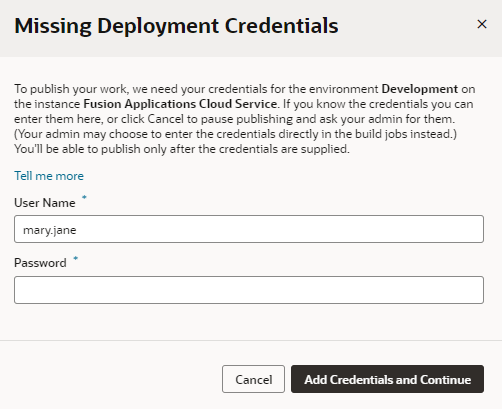 Missing Deployment Credentials
To publish your work, we need your credentials for the environment Development on
the instance Fusion Applications Cloud Service. If you know the credentials you can
enter them here, or click Cancel to pause publishing and ask your admin for them.
(Your admin may choose to enter the credentials directly in the build jobs instead.)
You'll be able to publish only after the credentials are supplied.
Tell me more
User Name *
mary.jane
Password *
Cancel Add Credentials and Continue